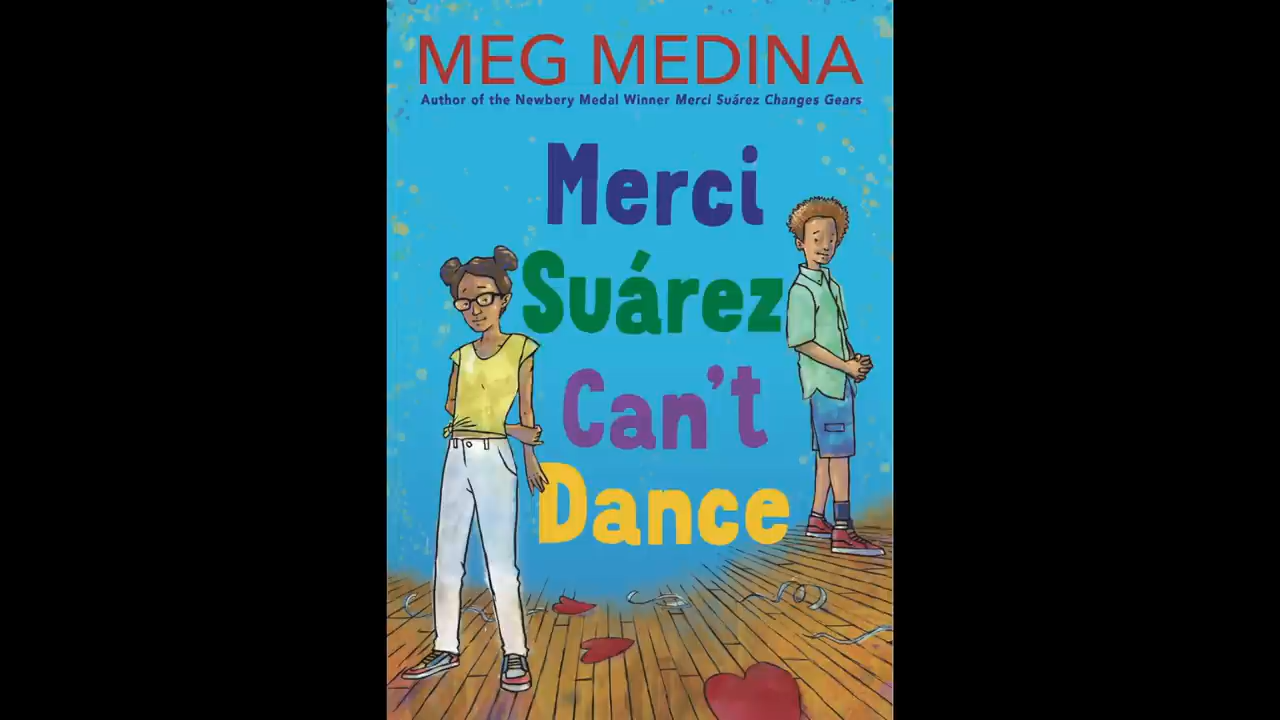 MEG MEDINA
Author of the Newbery Medal Winner Merci Suárez Changes Gears
Merci
Suárez
Can't
Dance